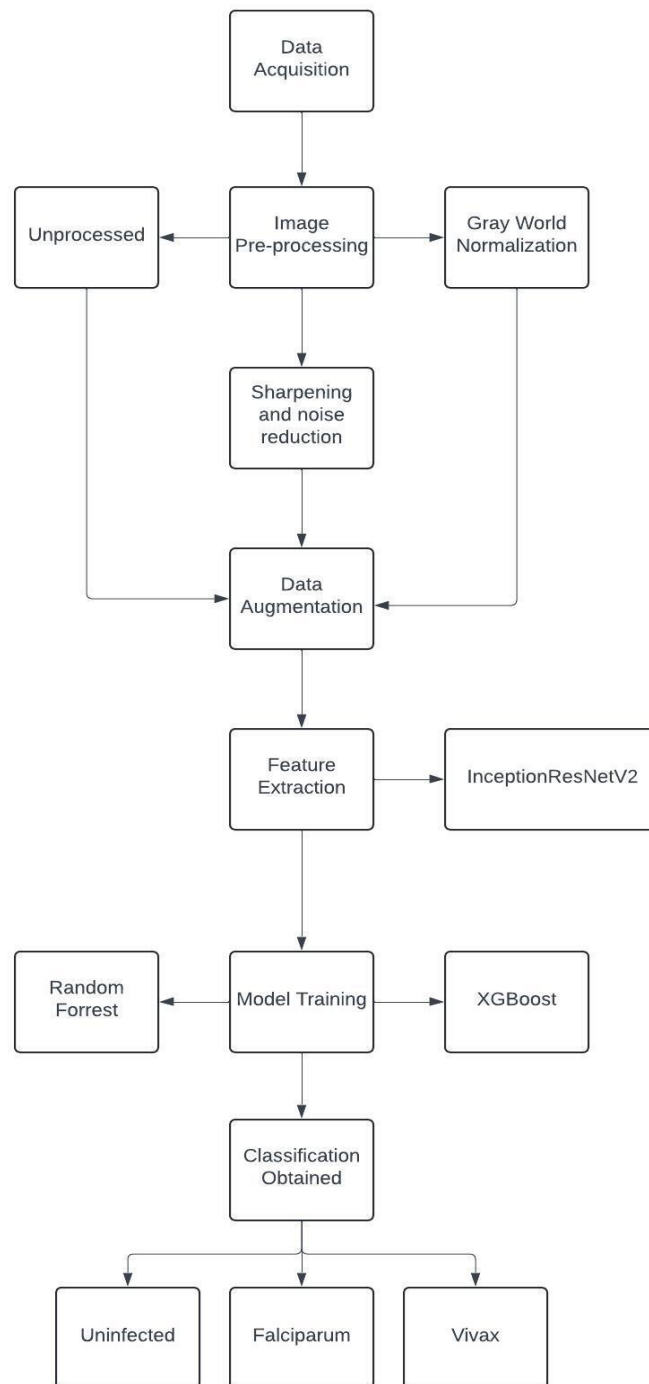 Data
Acquisition
Unprocessed
Image
Pre-processing
Gray World
Normalization
Sharpening
and noise
reduction
Data
Augmentation
Feature
Extraction
InceptionResNetV2
Random
Forrest
Model Training
XGBoost
Classification
Obtained
Uninfected
Falciparum
Vivax